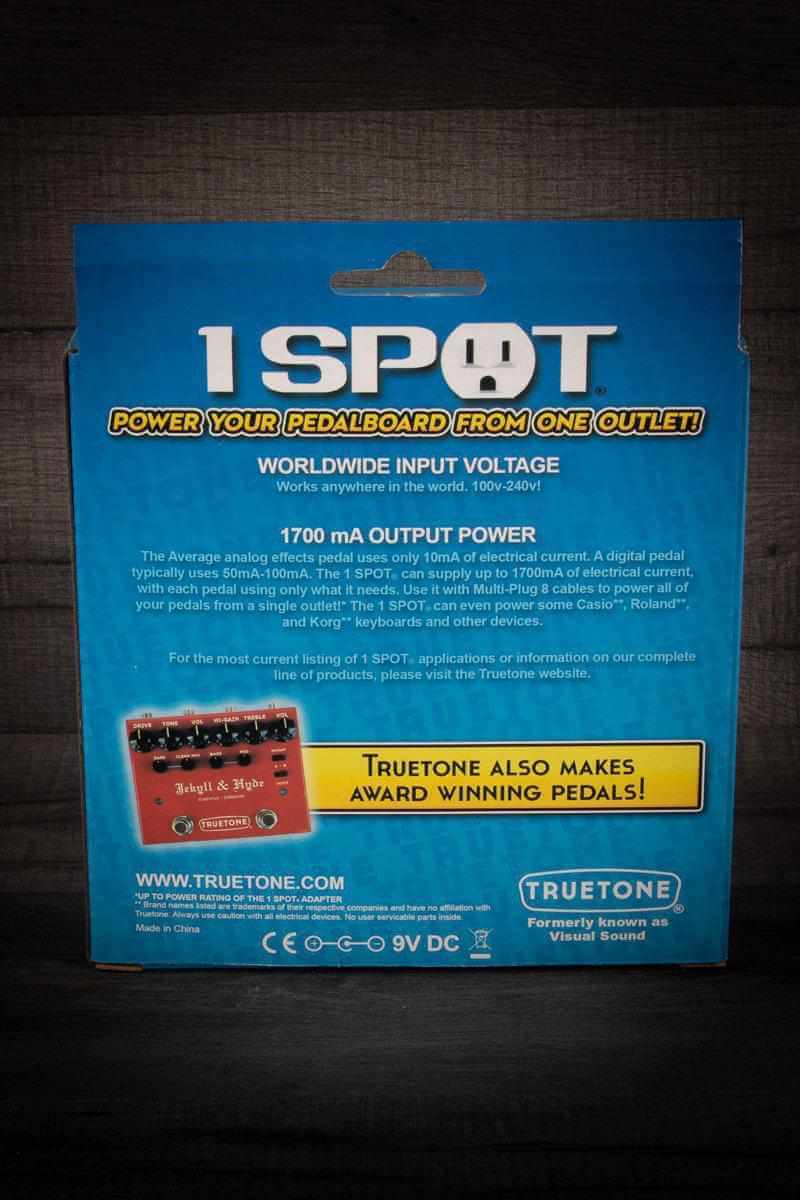 1 SPOT®
POWER YOUR PEDALBOARD FROM ONE OUTLET!
WORLDWIDE INPUT VOLTAGE
Works anywhere in the world. 100v-240v!
1700 mA OUTPUT POWER
The Average analog effects pedal uses only 10mA of electrical current. A digital pedal
typically uses 50mA-100mA. The 1 SPOT® can supply up to 1700mA of electrical current,
with each pedal using only what it needs. Use it with Multi-Plug 8 cables to power all of
your pedals from a single outlet!* The 1 SPOT® can even power some Casio**, Roland**,
and Korg** keyboards and other devices.
For the most current listing of 1 SPOT® applications or information on our complete
line of products, please visit the Truetone website.
DRIVE TONE VOL HI-GAIN TREBLE VOL
BASS
Jekyll & Hyde
TRUETONE
TRUETONE ALSO MAKES
AWARD WINNING PEDALS!
WWW.TRUETONE.COM
*UP TO POWER RATING OF THE 1 SPOT® ADAPTER
** Brand names listed are trademarks of their respective companies and have no affiliation with
Truetone. Always use caution with all electrical devices. No user servicable parts inside.
Made in China
CE 9V DC
TRUETONE®
Formerly known as
Visual Sound